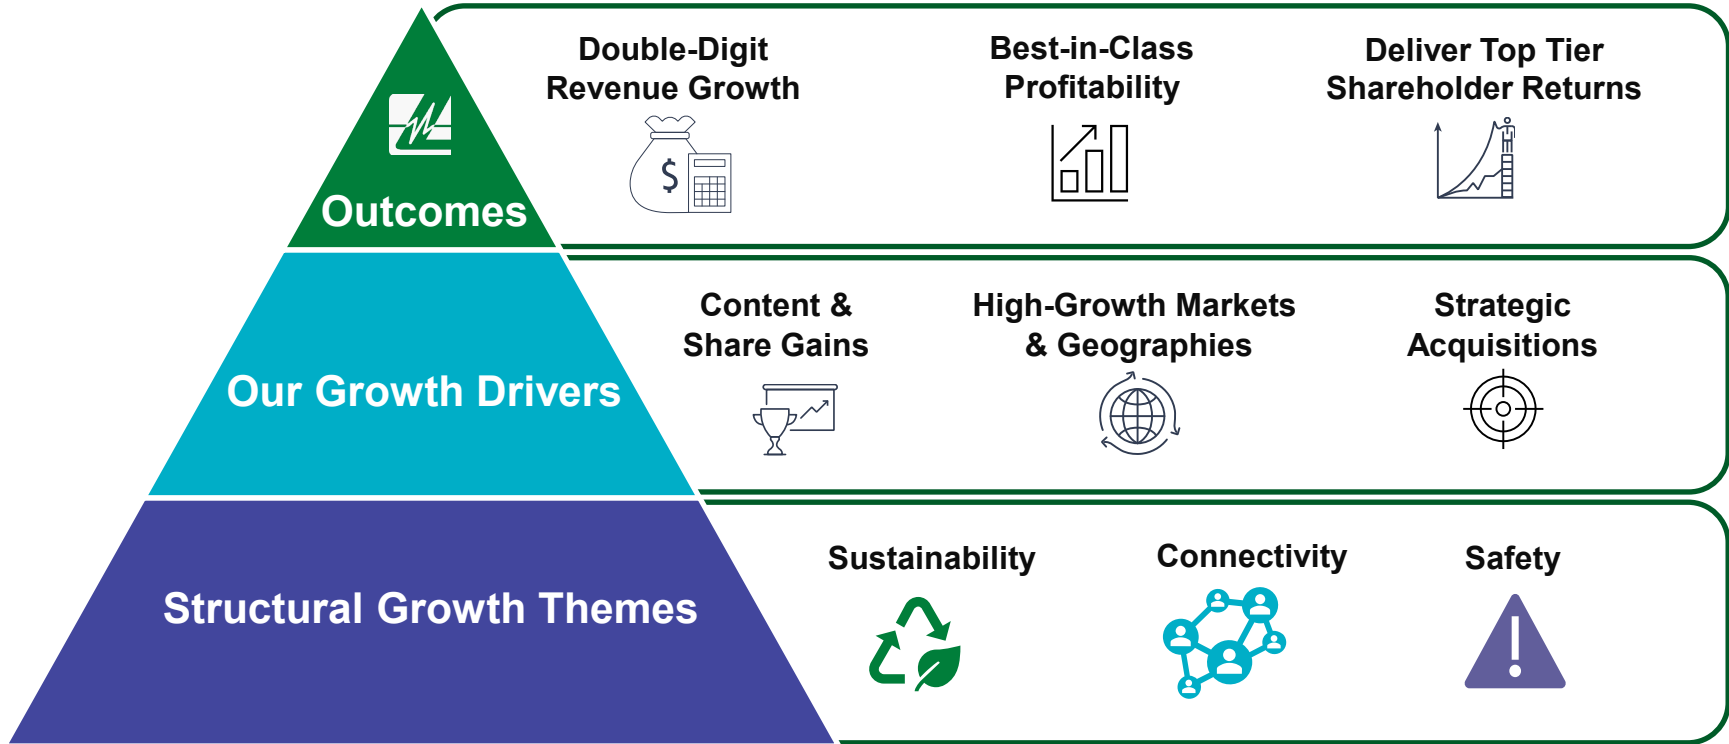 Outcomes
Double-Digit
Revenue Growth
$
Best-in-Class
Profitability
Deliver Top Tier
Shareholder Returns
Our Growth Drivers
Content &
Share Gains
High-Growth Markets
& Geographies
Strategic
Acquisitions
Structural Growth Themes
Sustainability
Connectivity
Safety
!